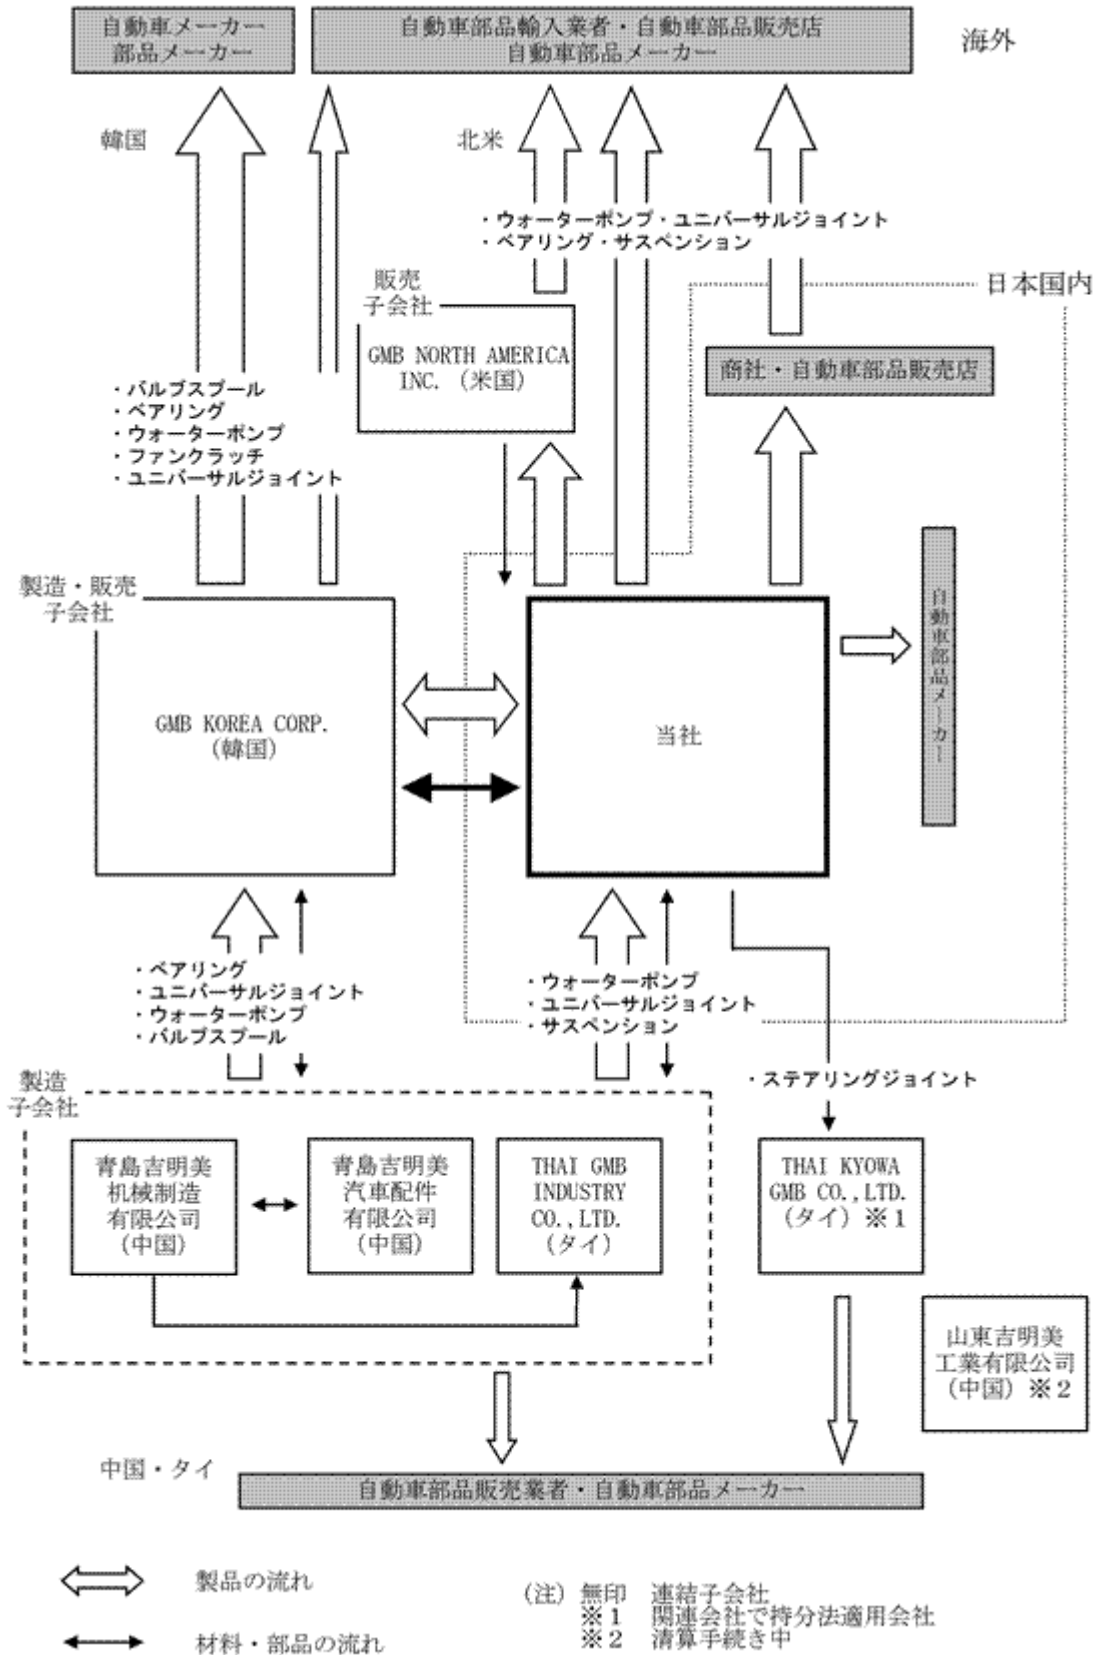 自動車メーカー
部品メーカー
自動車部品輸入業者・自動車部品販売店
自動車部品メーカー
海外
韓国
北米
・ウォーターポンプ・ユニバーサルジョイント
・ベアリング・サスペンション
日本国内
販売
子会社
GMB NORTH AMERICA
INC. (米国)
商社・自動車部品販売店
・バルブスプール
・ベアリング
・ウォーターポンプ
・ファンクラッチ
・ユニバーサルジョイント
製造・販売
子会社
GMB KOREA CORP.
(韓国)
当社
自動車部品メーカー
・ベアリング
・ユニバーサルジョイント
・ウォーターポンプ
・バルブスプール
・ウォーターポンプ
・ユニバーサルジョイント
・サスペンション
・ステアリングジョイント
製造
子会社
青島吉明美
机械制造
有限公司
(中国)
青島吉明美
汽車配件
有限公司
(中国)
THAI GMB
INDUSTRY
CO.,LTD.
(タイ)
THAI KYOWA
GMB CO.,LTD.
(タイ)※1
山東吉明美
工業有限公司
(中国)※2
中国・タイ
自動車部品販売業者・自動車部品メーカー
製品の流れ
材料・部品の流れ
(注) 無印 連結子会社
※1 関連会社で持分法適用会社
※2 清算手続き中